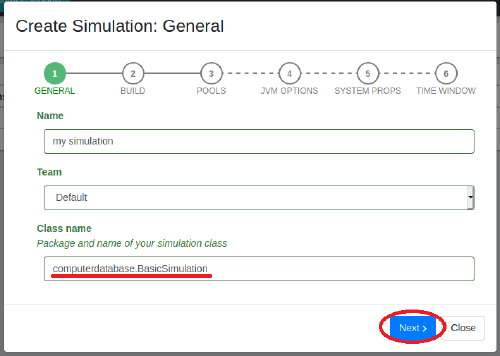 Create Simulation: General
1 2 3 4 5 6
GENERAL BUILD POOLS JVM OPTIONS SYSTEM PROPS TIME WINDOW
Name
my simulation
Team
Default
Class name
Package and name of your simulation class
computerdatabase.BasicSimulation
Next › Close